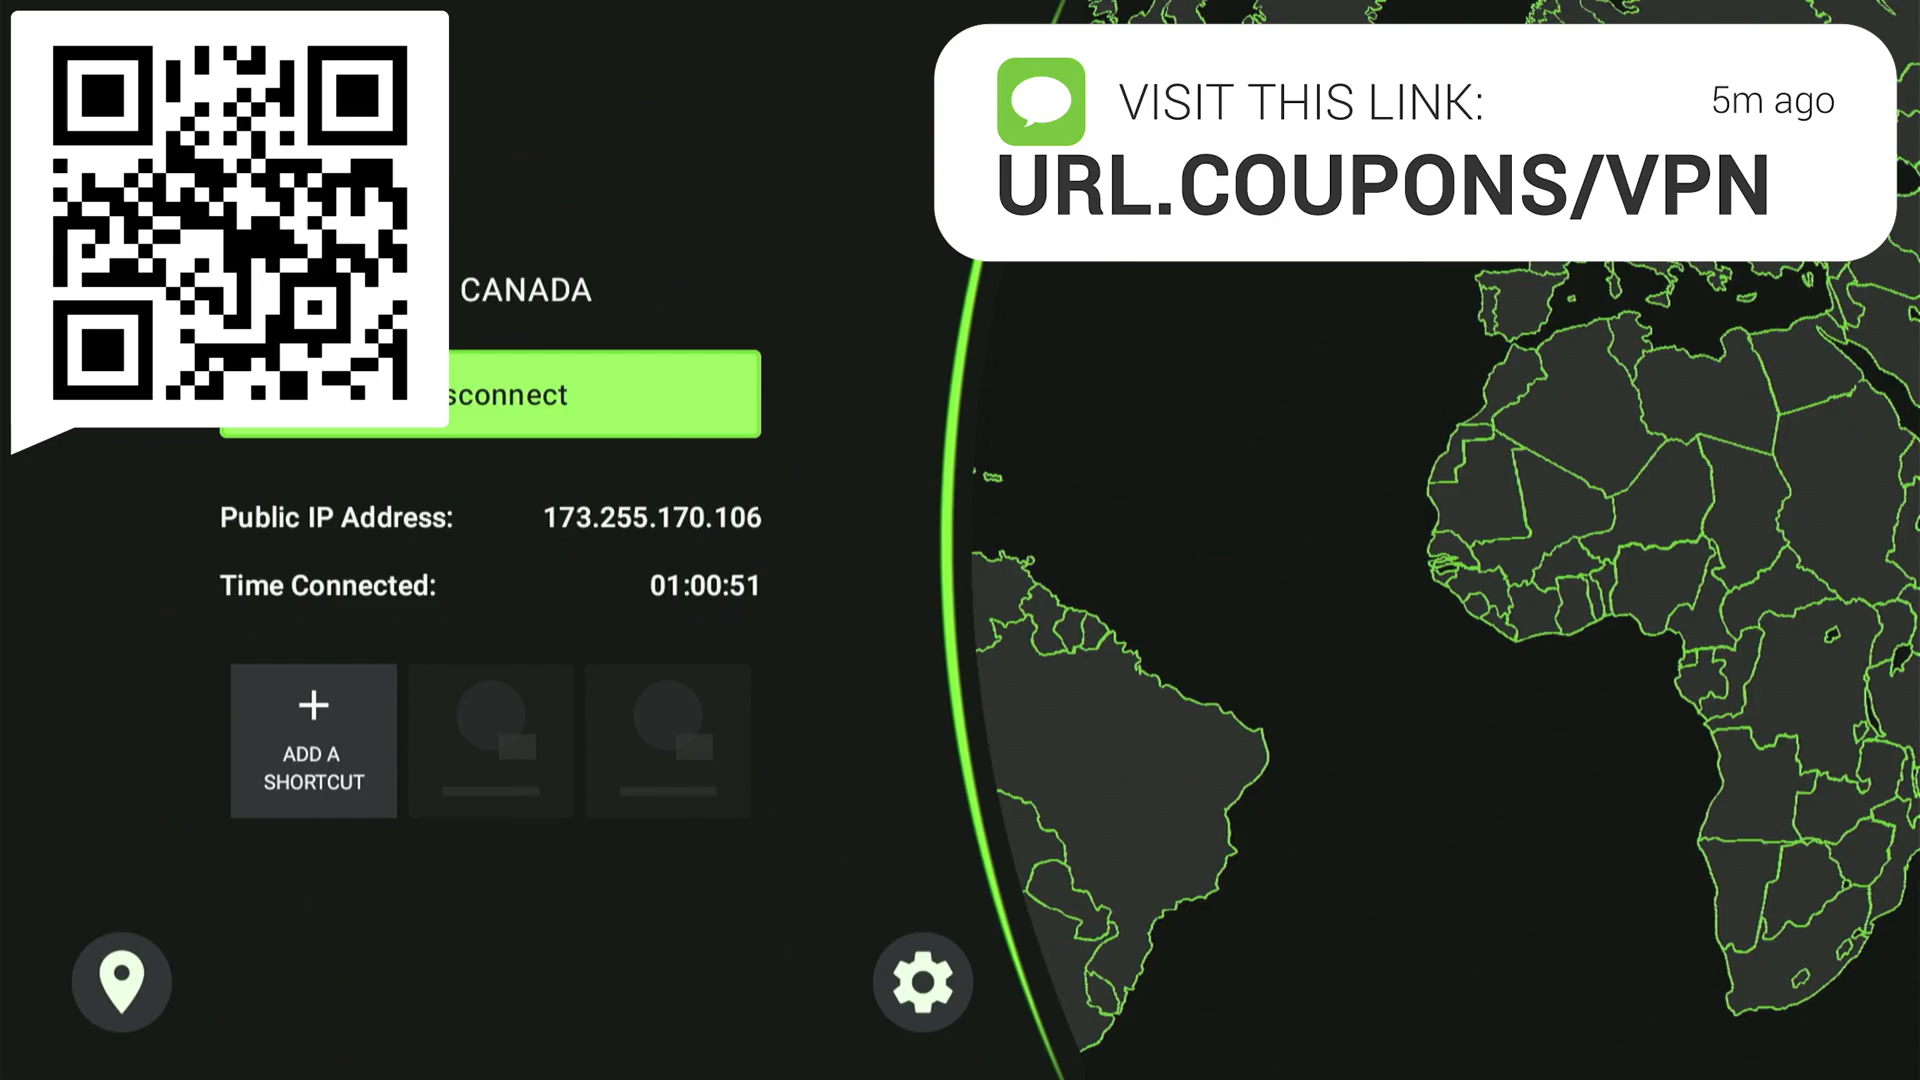 VISIT THIS LINK:
5m ago
URL.COUPONS/VPN
CANADA
sconnect
Public IP Address: 173.255.170.106
Time Connected: 01:00:51
ADD A
SHORTCUT